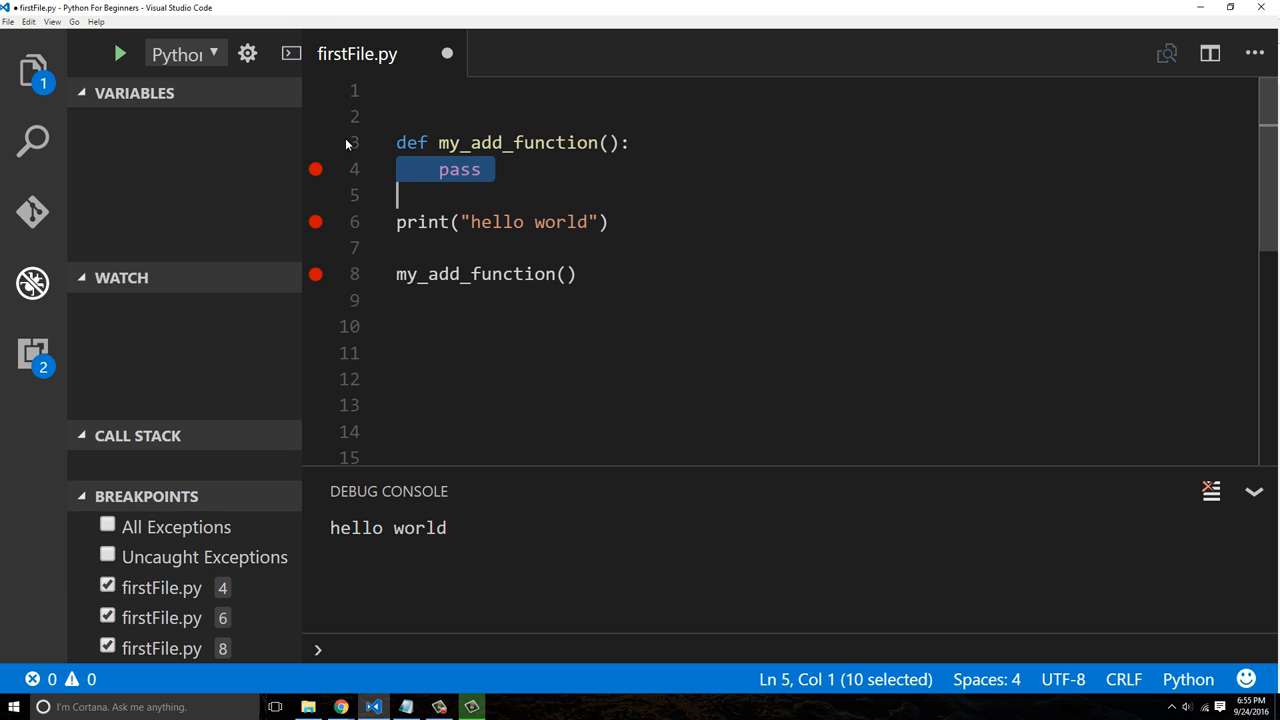 ● firstFile.py - Python For Beginners - Visual Studio Code
File Edit View Go Help
Python
firstFile.py
1
VARIABLES
WATCH
CALL STACK
BREAKPOINTS
All Exceptions
Uncaught Exceptions
firstFile.py 4
firstFile.py 6
firstFile.py 8
2
1
2
3 def my_add_function():
4 pass
5
6 print("hello world")
7
8 my_add_function()
9
10
11
12
13
14
15
DEBUG CONSOLE
hello world
0 0
Ln 5, Col 1 (10 selected) Spaces: 4 UTF-8 CRLF Python
I'm Cortana. Ask me anything.
6:55 PM
9/24/2016